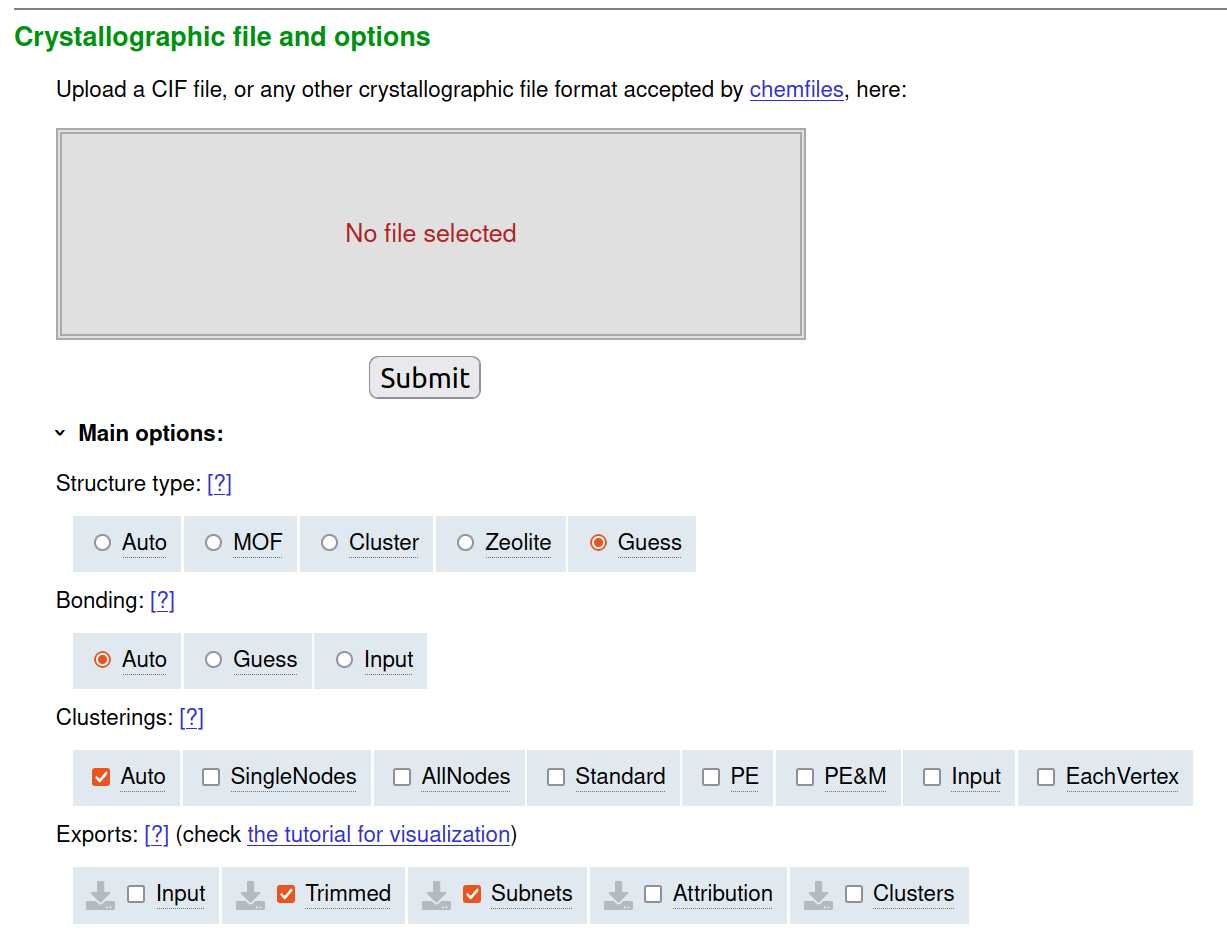 Crystallographic file and options
Upload a CIF file, or any other crystallographic file format accepted by chemfiles, here:
No file selected
Submit
Main options:
Structure type: [?]
Auto MOF Cluster Zeolite Guess
Bonding: [?]
Auto Guess Input
Clusterings: [?]
Auto SingleNodes AllNodes Standard PE PE&M Input EachVertex
Exports: [?] (check the tutorial for visualization)
Input Trimmed Subnets Attribution Clusters